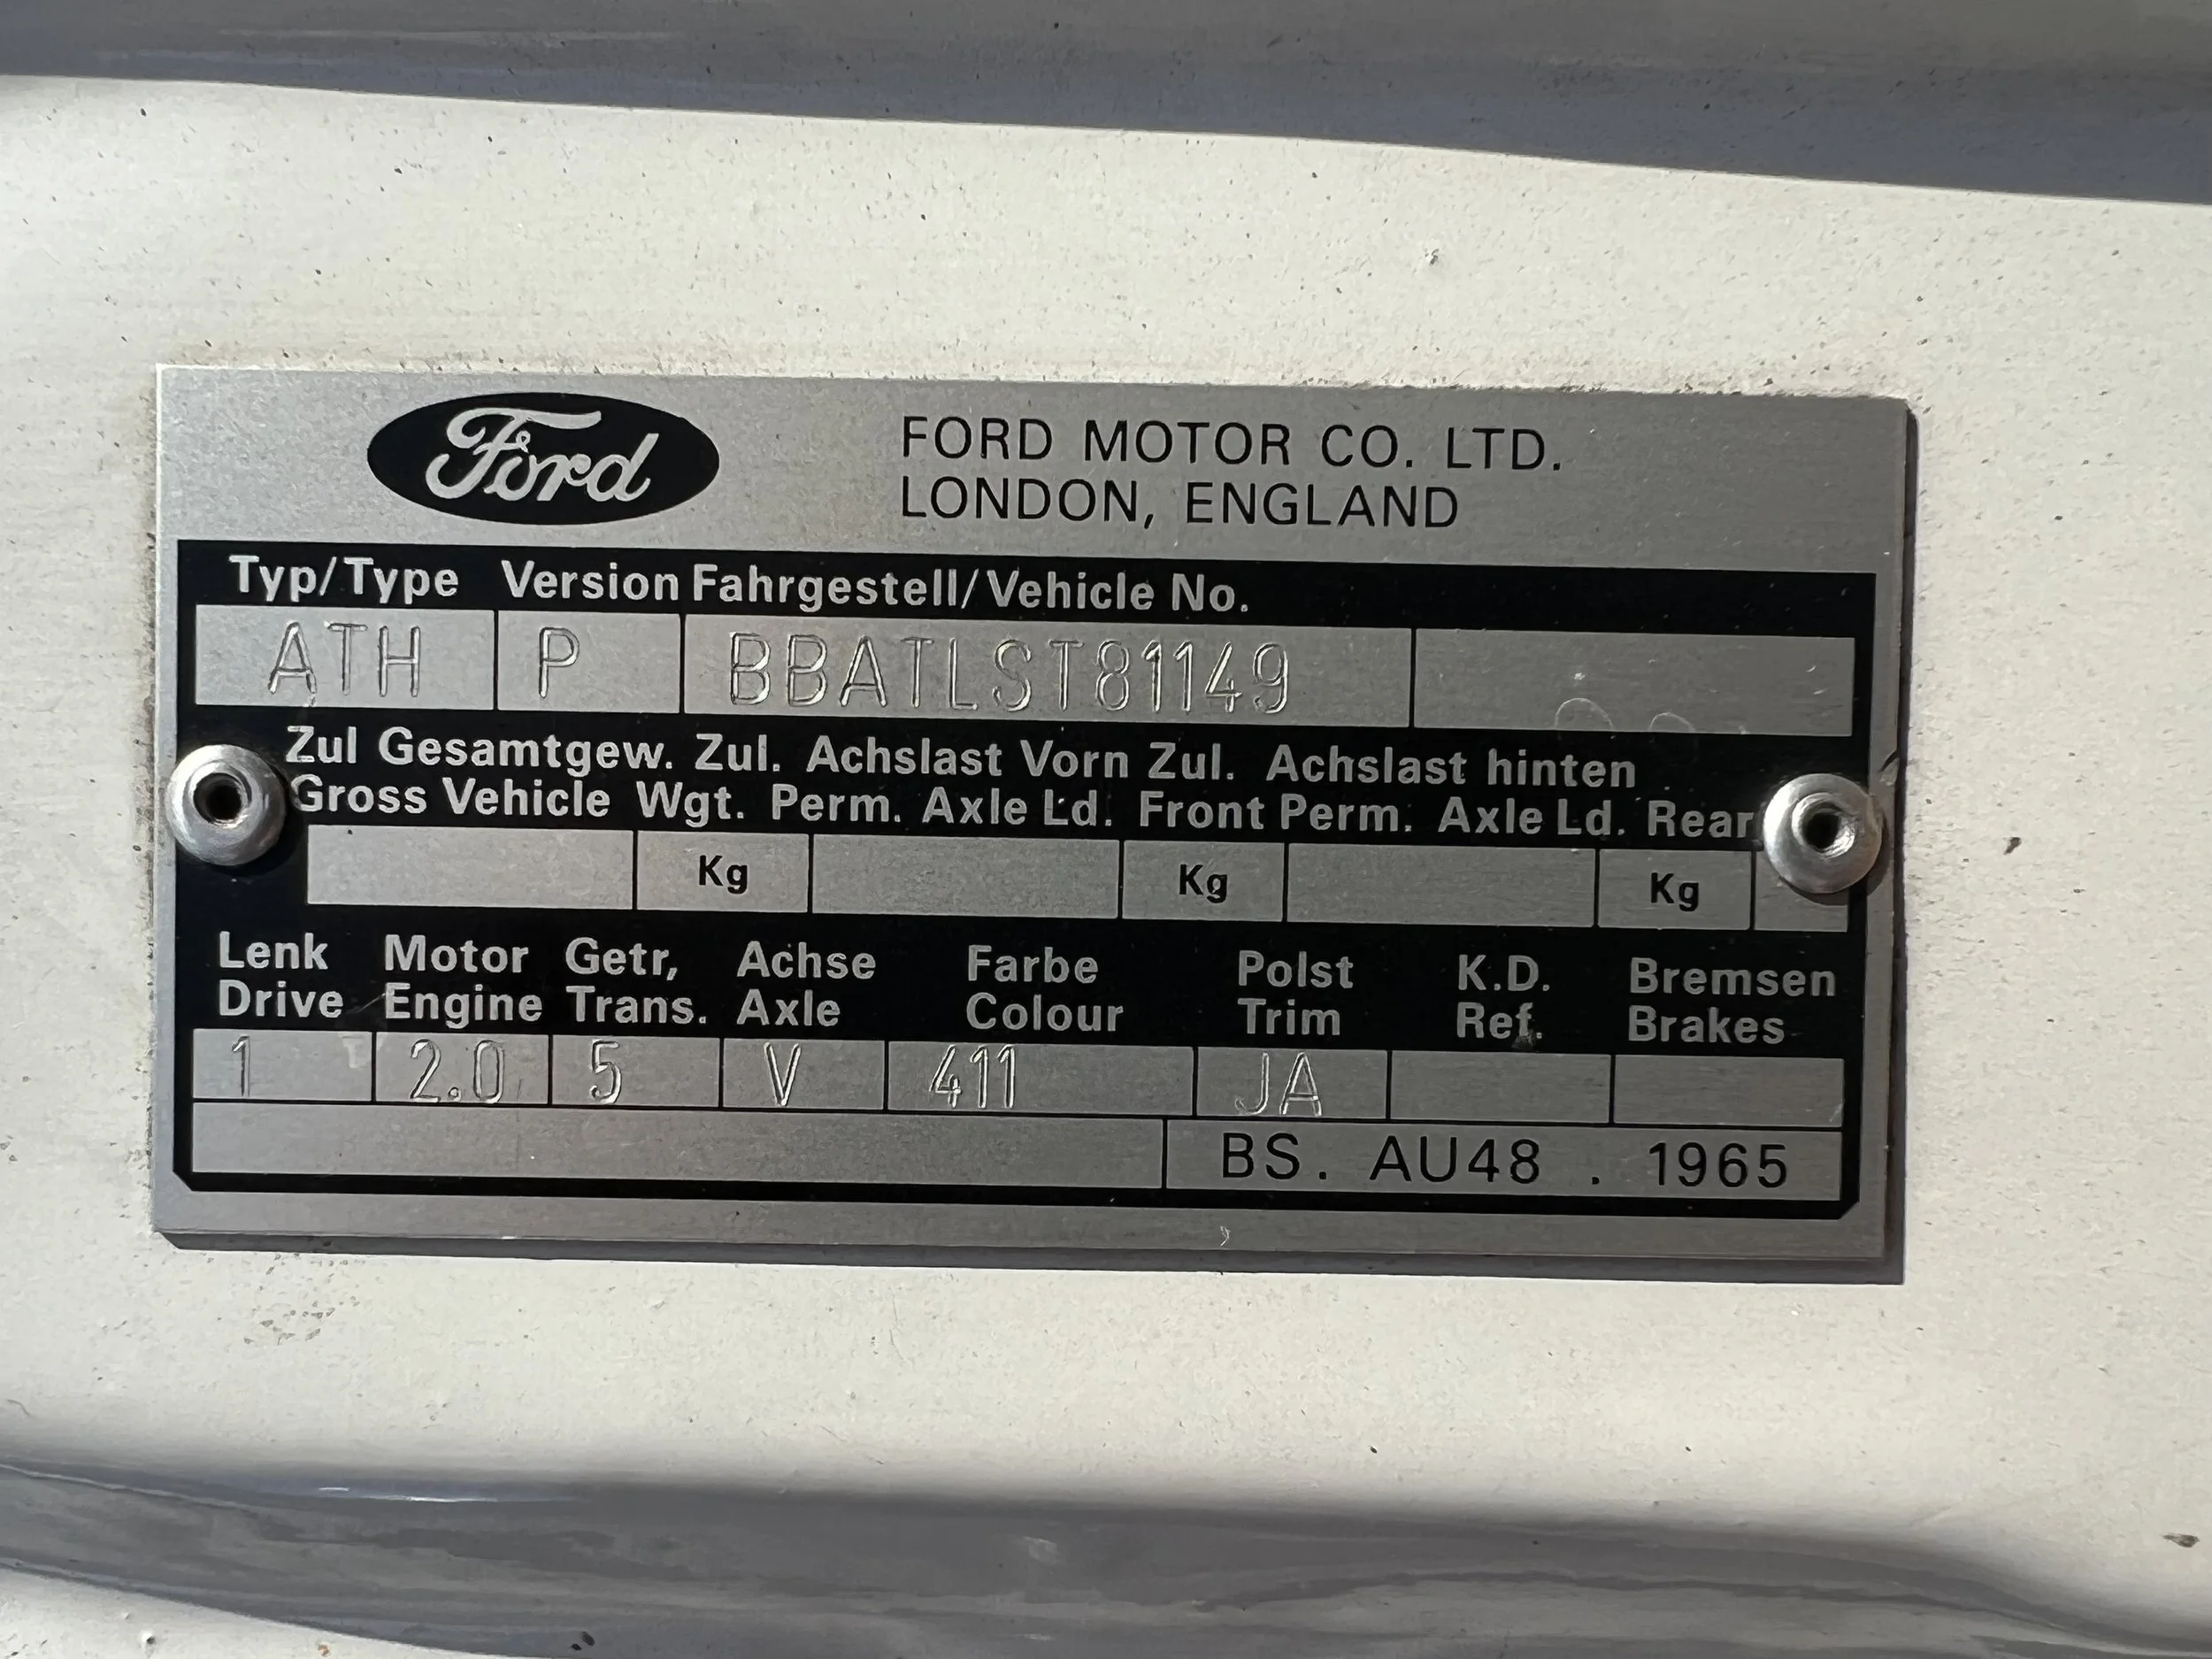 Ford
FORD MOTOR CO. LTD.
LONDON, ENGLAND
Typ/Type Version Fahrgestell/Vehicle No.
ATH P BBATLST81149
Zul Gesamtgew. Zul. Achslast Vorn Zul. Achslast hinten
Gross Vehicle Wgt. Perm. Axle Ld. Front Perm. Axle Ld. Rear
Kg Kg Kg
Lenk Motor Getr, Achse Farbe Polst K.D. Bremsen
Drive Engine Trans. Axle Colour Trim Ref. Brakes
1 2.0 5 V 411 JA
BS. AU48 . 1965